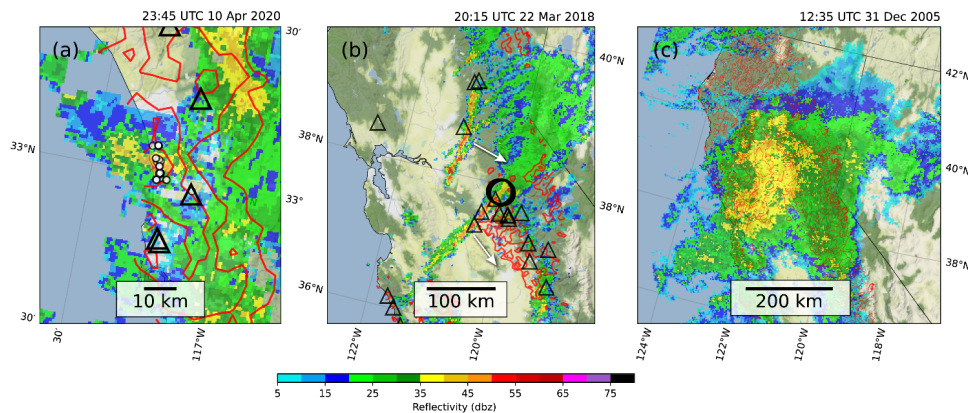 23:45 UTC 10 Apr 2020
20:15 UTC 22 Mar 2018
12:35 UTC 31 Dec 2005
(a)
(b)
(c)
30′
33°N
33°
30′
30′
30′
117°W
10 km
40°N
38°N
38°N
36°N
122°W
120°W
100 km
42°N
40°N
38°N
124°W
122°W
120°W
118°W
200 km
5 15 25 35 45 55 65 75
Reflectivity (dbz)